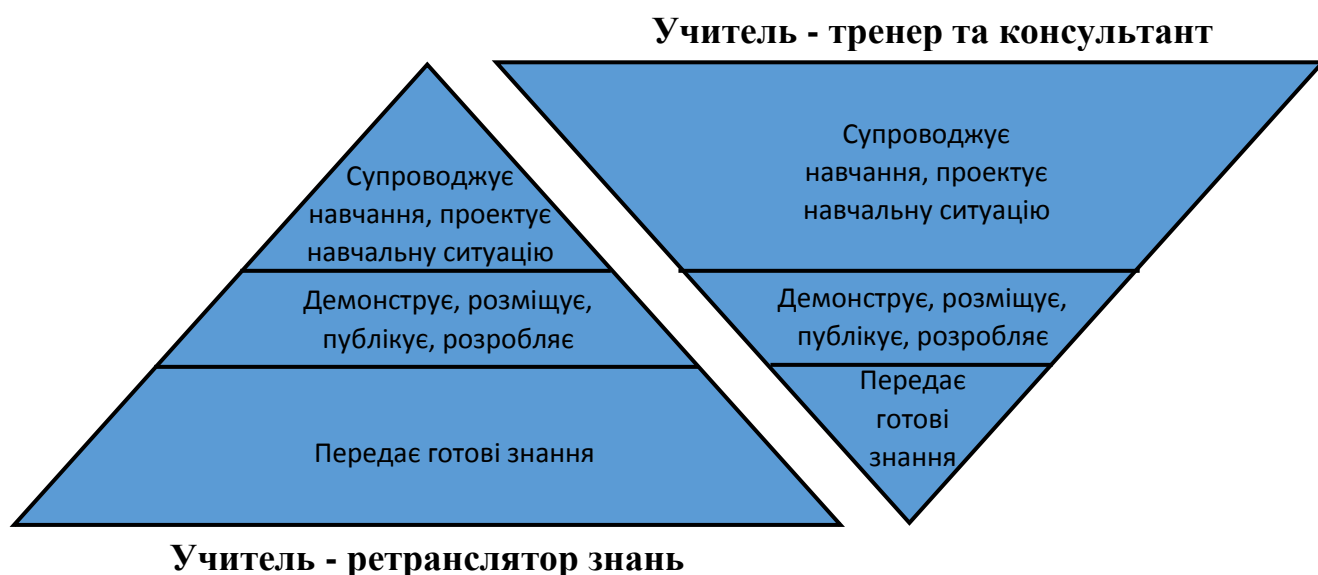 Учитель - тренер та консультант
Супроводжує
навчання, проектує
навчальну ситуацію
Демонструє, розміщує,
публікує, розробляє
Передає готові знання
Супроводжує
навчання, проектує
навчальну ситуацію
Демонструє, розміщує,
публікує, розробляє
Передає
готові
знання
Учитель - ретранслятор знань